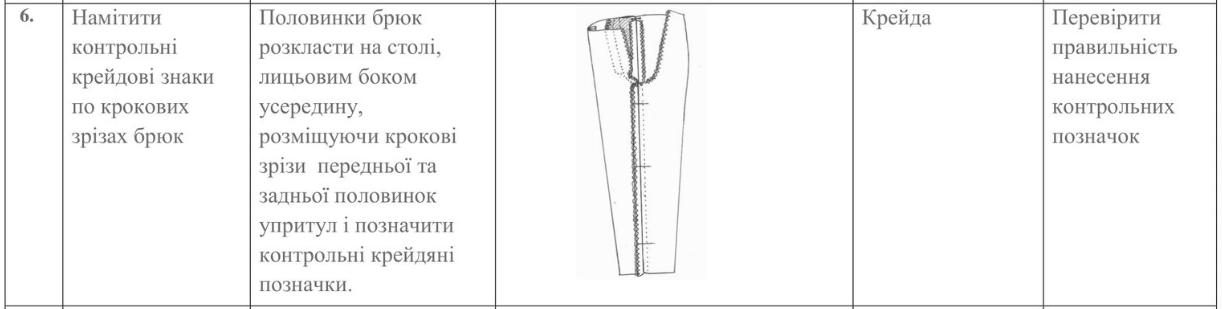 6.
Намітити
контрольні
крейдові знаки
по крокових
зрізах брюк
Половинки брюк
розкласти на столі,
лицьовим боком
усередину,
розміщуючи крокові
зрізи передньої та
задньої половинок
упритул і позначити
контрольні крейдяні
позначки.
Крейда
Перевірити
правильність
нанесення
контрольних
позначок